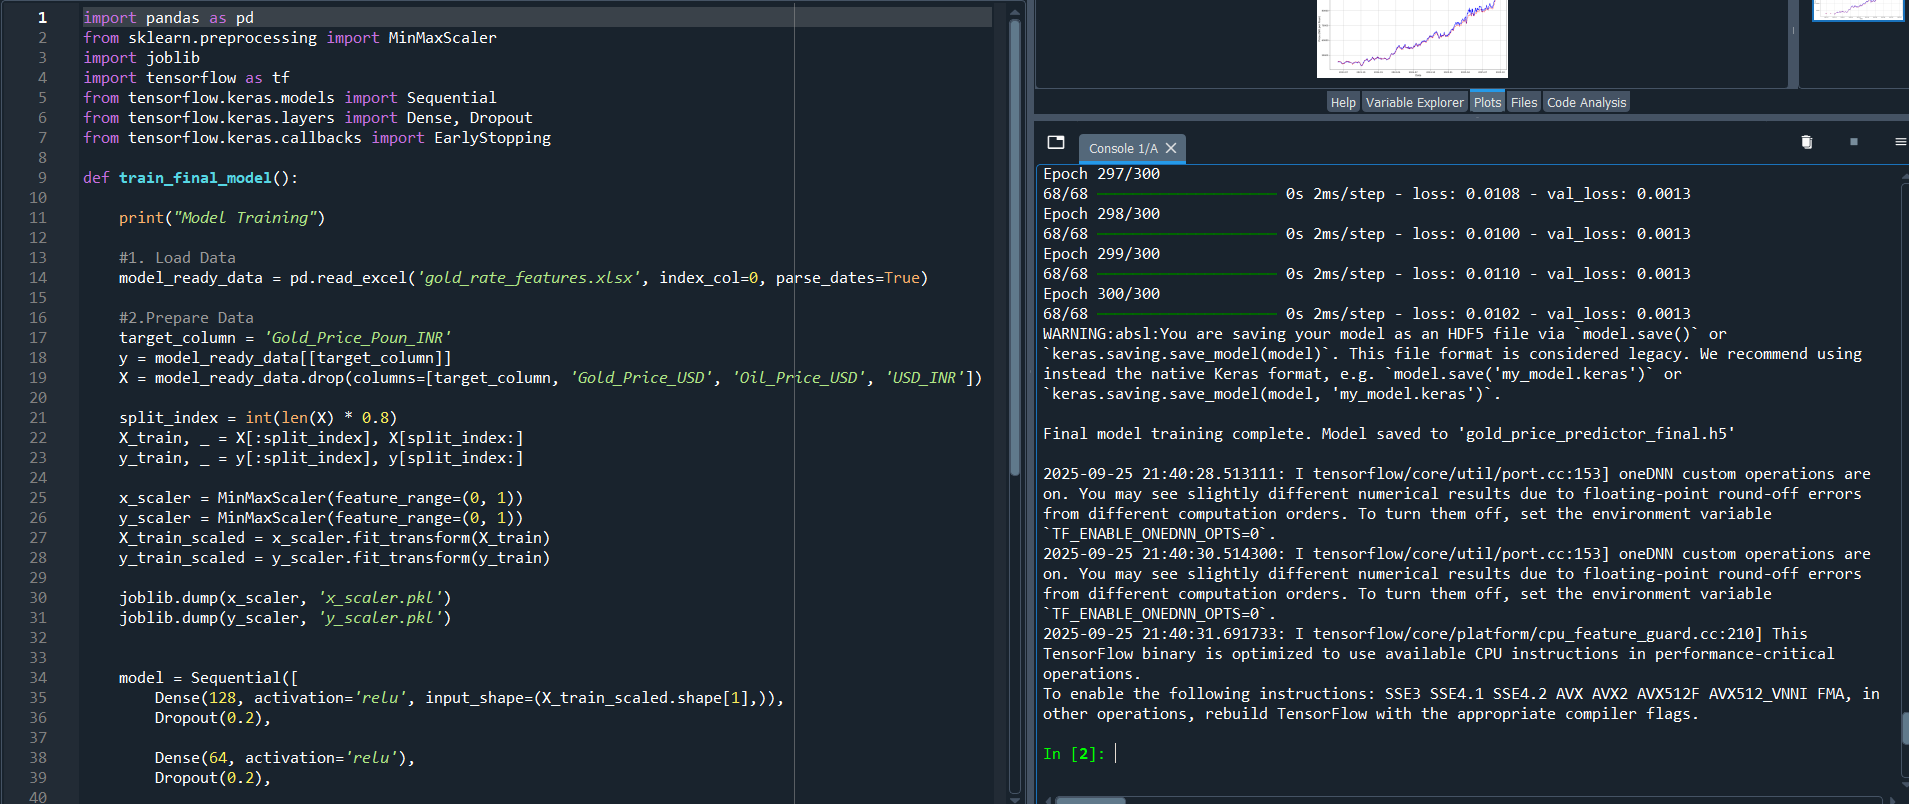 1 import pandas as pd
2 from sklearn.preprocessing import MinMaxScaler
3 import joblib
4 import tensorflow as tf
5 from tensorflow.keras.models import Sequential
6 from tensorflow.keras.layers import Dense, Dropout
7 from tensorflow.keras.callbacks import EarlyStopping
8
9 def train_final_model():
10
11 print("Model Training")
12
13 #1. Load Data
14 model_ready_data = pd.read_excel('gold_rate_features.xlsx', index_col=0, parse_dates=True)
15
16 #2.Prepare Data
17 target_column = 'Gold_Price_Poun_INR'
18 y = model_ready_data[[target_column]]
19 X = model_ready_data.drop(columns=[target_column, 'Gold_Price_USD', 'Oil_Price_USD', 'USD_INR'])
20
21 split_index = int(len(X) * 0.8)
22 X_train, _ = X[:split_index], X[split_index:]
23 y_train, _ = y[:split_index], y[split_index:]
24
25 x_scaler = MinMaxScaler(feature_range=(0, 1))
26 y_scaler = MinMaxScaler(feature_range=(0, 1))
27 X_train_scaled = x_scaler.fit_transform(X_train)
28 y_train_scaled = y_scaler.fit_transform(y_train)
29
30 joblib.dump(x_scaler, 'x_scaler.pkl')
31 joblib.dump(y_scaler, 'y_scaler.pkl')
32
33
34 model = Sequential([
35 Dense(128, activation='relu', input_shape=(X_train_scaled.shape[1],)),
36 Dropout(0.2),
37
38 Dense(64, activation='relu'),
39 Dropout(0.2),
40
Help Variable Explorer Plots Files Code Analysis
Console 1/A
Epoch 297/300
68/68 0s 2ms/step - loss: 0.0108 - val_loss: 0.0013
Epoch 298/300
68/68 0s 2ms/step - loss: 0.0100 - val_loss: 0.0013
Epoch 299/300
68/68 0s 2ms/step - loss: 0.0110 - val_loss: 0.0013
Epoch 300/300
68/68 0s 2ms/step - loss: 0.0102 - val_loss: 0.0013
WARNING:absl:You are saving your model as an HDF5 file via `model.save()` or
`keras.saving.save_model(model)`. This file format is considered legacy. We recommend using
instead the native Keras format, e.g. `model.save('my_model.keras')` or
`keras.saving.save_model(model, 'my_model.keras')`.
Final model training complete. Model saved to 'gold_price_predictor_final.h5'
2025-09-25 21:40:28.513111: I tensorflow/core/util/port.cc:153] oneDNN custom operations are
on. You may see slightly different numerical results due to floating-point round-off errors
from different computation orders. To turn them off, set the environment variable
`TF_ENABLE_ONEDNN_OPTS=0`.
2025-09-25 21:40:30.514300: I tensorflow/core/util/port.cc:153] oneDNN custom operations are
on. You may see slightly different numerical results due to floating-point round-off errors
from different computation orders. To turn them off, set the environment variable
`TF_ENABLE_ONEDNN_OPTS=0`.
2025-09-25 21:40:31.691733: I tensorflow/core/platform/cpu_feature_guard.cc:210] This
TensorFlow binary is optimized to use available CPU instructions in performance-critical
operations.
To enable the following instructions: SSE3 SSE4.1 SSE4.2 AVX AVX2 AVX512F AVX512_VNNI FMA, in
other operations, rebuild TensorFlow with the appropriate compiler flags.
In [2]: